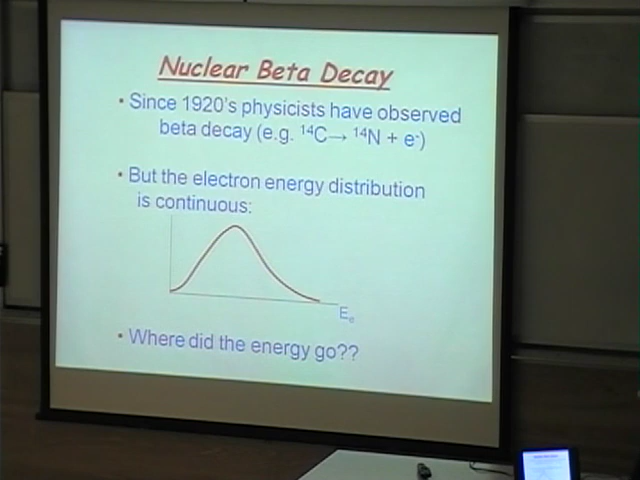 Nuclear Beta Decay
• Since 1920's physicists have observed
beta decay (e.g. ¹⁴C→ ¹⁴N + e⁻)
• But the electron energy distribution
is continuous:
Eₑ
• Where did the energy go??